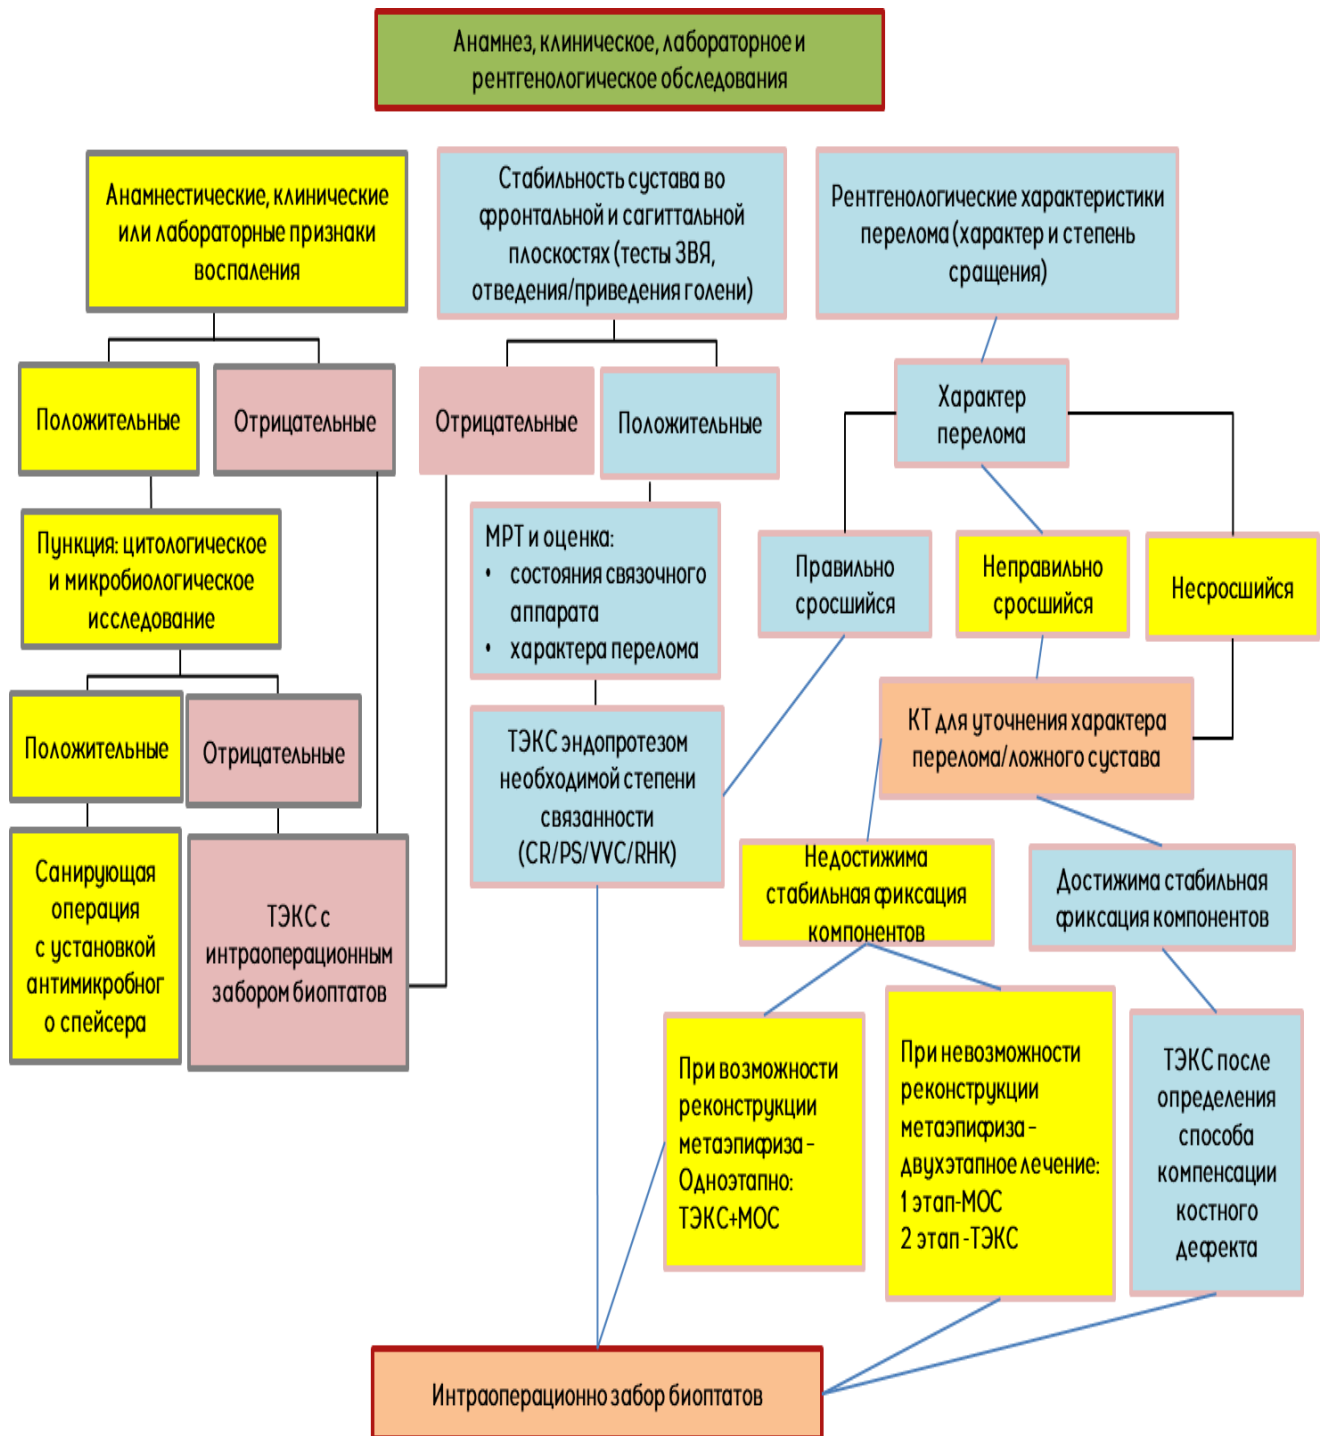 Анамнез, клиническое, лабораторное и
рентгенологическое обследования
Анамнестические, клинические
или лабораторные признаки
воспаления
Стабильность сустава во
фронтальной и сагиттальной
плоскостях (тесты ЗВЯ,
отведения/приведения голени)
Рентгенологические характеристики
перелома (характер и степень
сращения)
Положительные
Отрицательные
Отрицательные
Положительные
Характер
перелома
Пункция: цитологическое
и микробиологическое
исследование
МРТ и оценка:
• состояния связочного
аппарата
• характера перелома
Правильно
сросшийся
Неправильно
сросшийся
Несросшийся
Положительные
Отрицательные
ТЭКС эндопротезом
необходимой степени
связанности
(CR/PS/VVC/RHK)
КТ для уточнения характера
перелома/ложного сустава
Санирующая
операция
с установкой
антимикробног
о спейсера
ТЭКС с
интраоперационным
забором биоптатов
Недостижима
стабильная фиксация
компонентов
Достижима стабильная
фиксация компонентов
При возможности
реконструкции
метаэпифиза –
Одноэтапно:
ТЭКС+МОС
При невозможности
реконструкции
метаэпифиза –
двухэтапное лечение:
1 этап-МОС
2 этап -ТЭКС
ТЭКС после
определения
способа
компенсации
костного
дефекта
Интраоперационно забор биоптатов